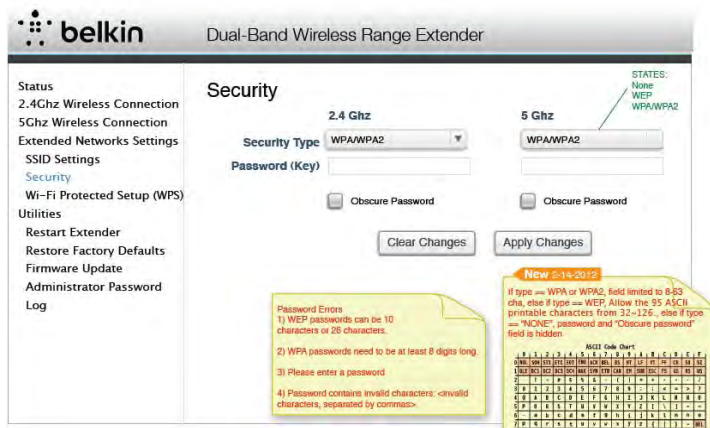 belkin
Dual-Band Wireless Range Extender
Status
2.4Ghz Wireless Connection
5Ghz Wireless Connection
Extended Networks Settings
SSID Settings
Security
Wi-Fi Protected Setup (WPS)
Utilities
Restart Extender
Restore Factory Defaults
Firmware Update
Administrator Password
Log
Security
STATES:
None
WEP
WPA/WPA2
2.4 Ghz
5 Ghz
Security Type
WPA/WPA2
WPA/WPA2
Password (Key)
Obscure Password
Obscure Password
Clear Changes
Apply Changes
Password Errors
1) WEP passwords can be 10
characters or 26 characters.
2) WPA passwords need to be at least 8 digits long.
3) Please enter a password
4) Password contains invalid characters: <invalid
characters, separated by commas>.
New 2-14-2012
If type == WPA or WPA2, field limited to 8-63
cha, else if type == WEP, Allow the 95 ASCII
printable characters from 32~126., else if type
== "NONE", password and "Obscure password"
field is hidden.
ASCII Code Chart